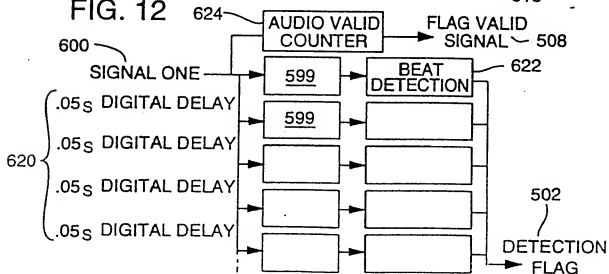 FIG. 12
624
AUDIO VALID
COUNTER
FLAG VALID
SIGNAL 508
600
SIGNAL ONE
599
BEAT
DETECTION
622
.05s DIGITAL DELAY
599
.05s DIGITAL DELAY
620
.05s DIGITAL DELAY
.05s DIGITAL DELAY
502
DETECTION
FLAG